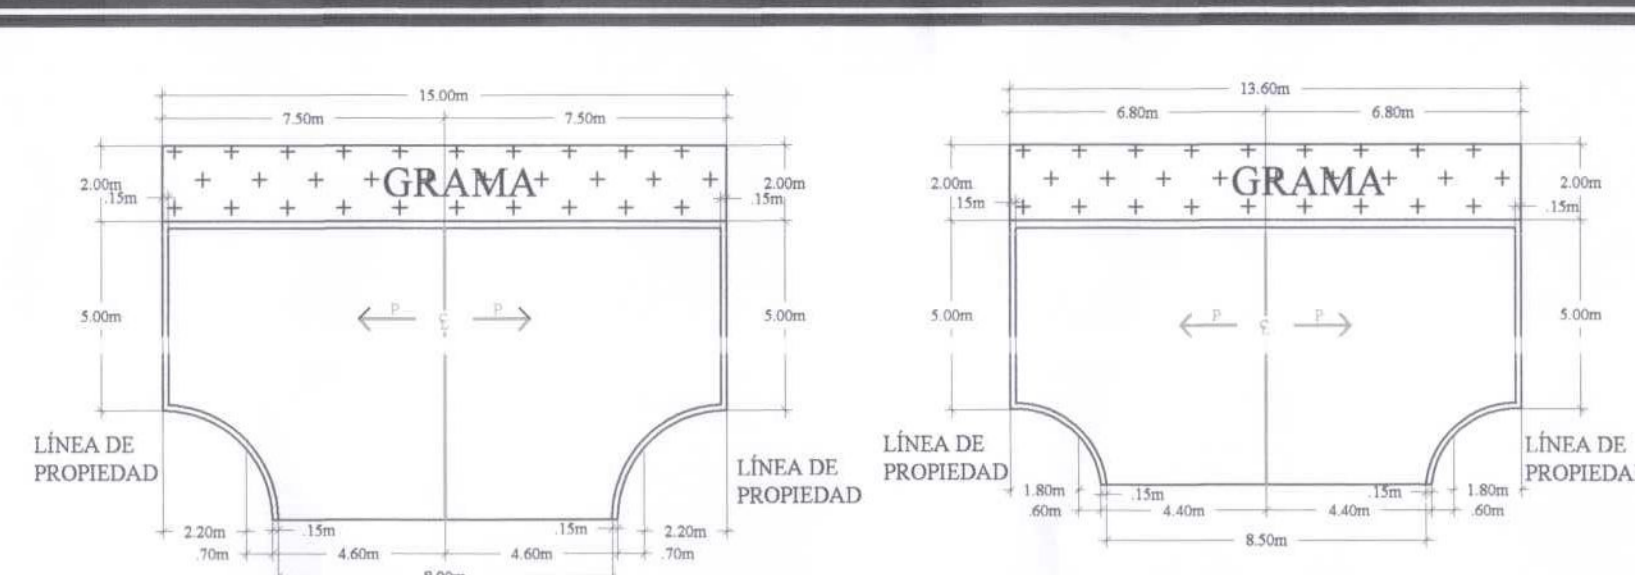 15.00m
7.50m
7.50m
2.00m
.15m
GRAMA
2.00m
.15m
5.00m
P
P
5.00m
LÍNEA DE
PROPIEDAD
LÍNEA DE
PROPIEDAD
2.20m
.15m
.15m
2.20m
.70m
4.60m
4.60m
.70m
13.60m
6.80m
6.80m
2.00m
15m
GRAMA
2.00m
.15m
5.00m
P
P
5.00m
LÍNEA DE
PROPIEDAD
LÍNEA DE
PROPIEDA
1.80m
.15m
.15m
1.80m
.60m
4.40m
4.40m
.60m
8.50m